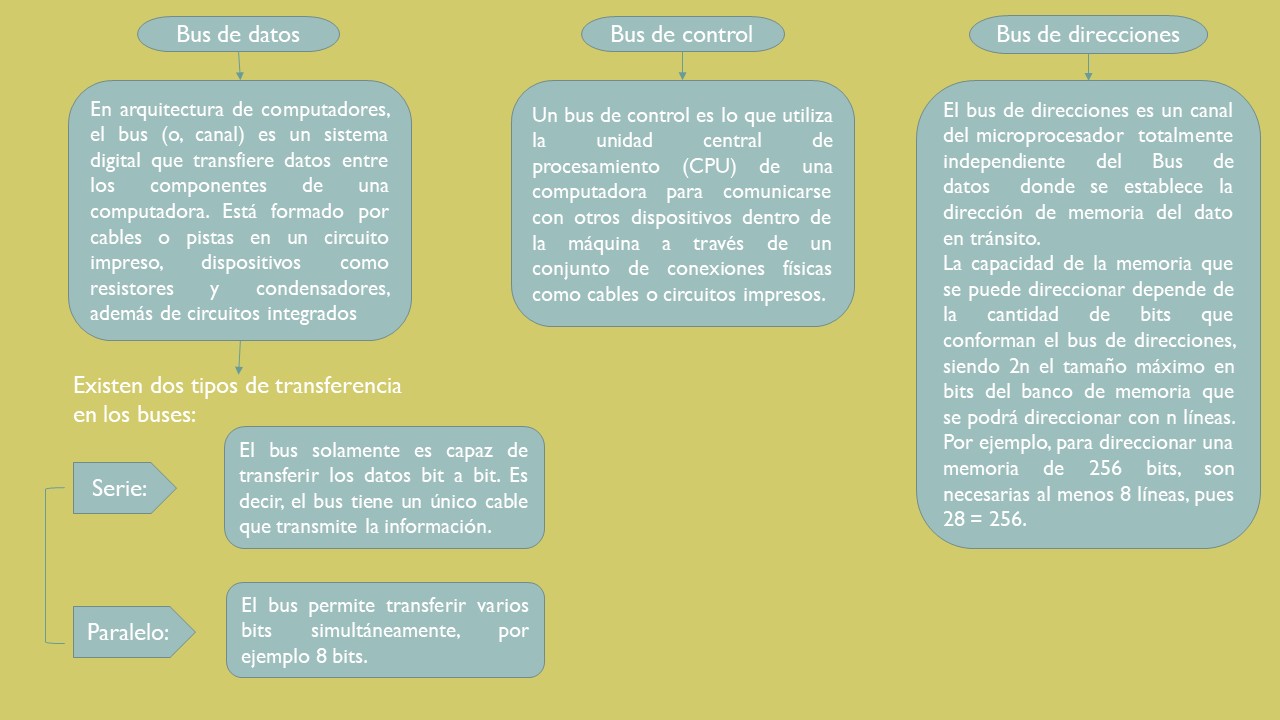 Bus de datos
En arquitectura de computadores,
el bus (o, canal) es un sistema
digital que transfiere datos entre
los componentes de una
computadora. Está formado por
cables o pistas en un circuito
impreso, dispositivos como
resistores y condensadores,
además de circuitos integrados
Existen dos tipos de transferencia
en los buses:
Serie:
El bus solamente es capaz de
transferir los datos bit a bit. Es
decir, el bus tiene un único cable
que transmite la información.
Paralelo:
El bus permite transferir varios
bits simultáneamente, por
ejemplo 8 bits.
Bus de control
Un bus de control es lo que utiliza
la unidad central de
procesamiento (CPU) de una
computadora para comunicarse
con otros dispositivos dentro de
la máquina a través de un
conjunto de conexiones físicas
como cables o circuitos impresos.
Bus de direcciones
El bus de direcciones es un canal
del microprocesador totalmente
independiente del Bus de
datos donde se establece la
dirección de memoria del dato
en tránsito.
La capacidad de la memoria que
se puede direccionar depende de
la cantidad de bits que
conforman el bus de direcciones,
siendo 2n el tamaño máximo en
bits del banco de memoria que
se podrá direccionar con n líneas.
Por ejemplo, para direccionar una
memoria de 256 bits, son
necesarias al menos 8 líneas, pues
28 = 256.